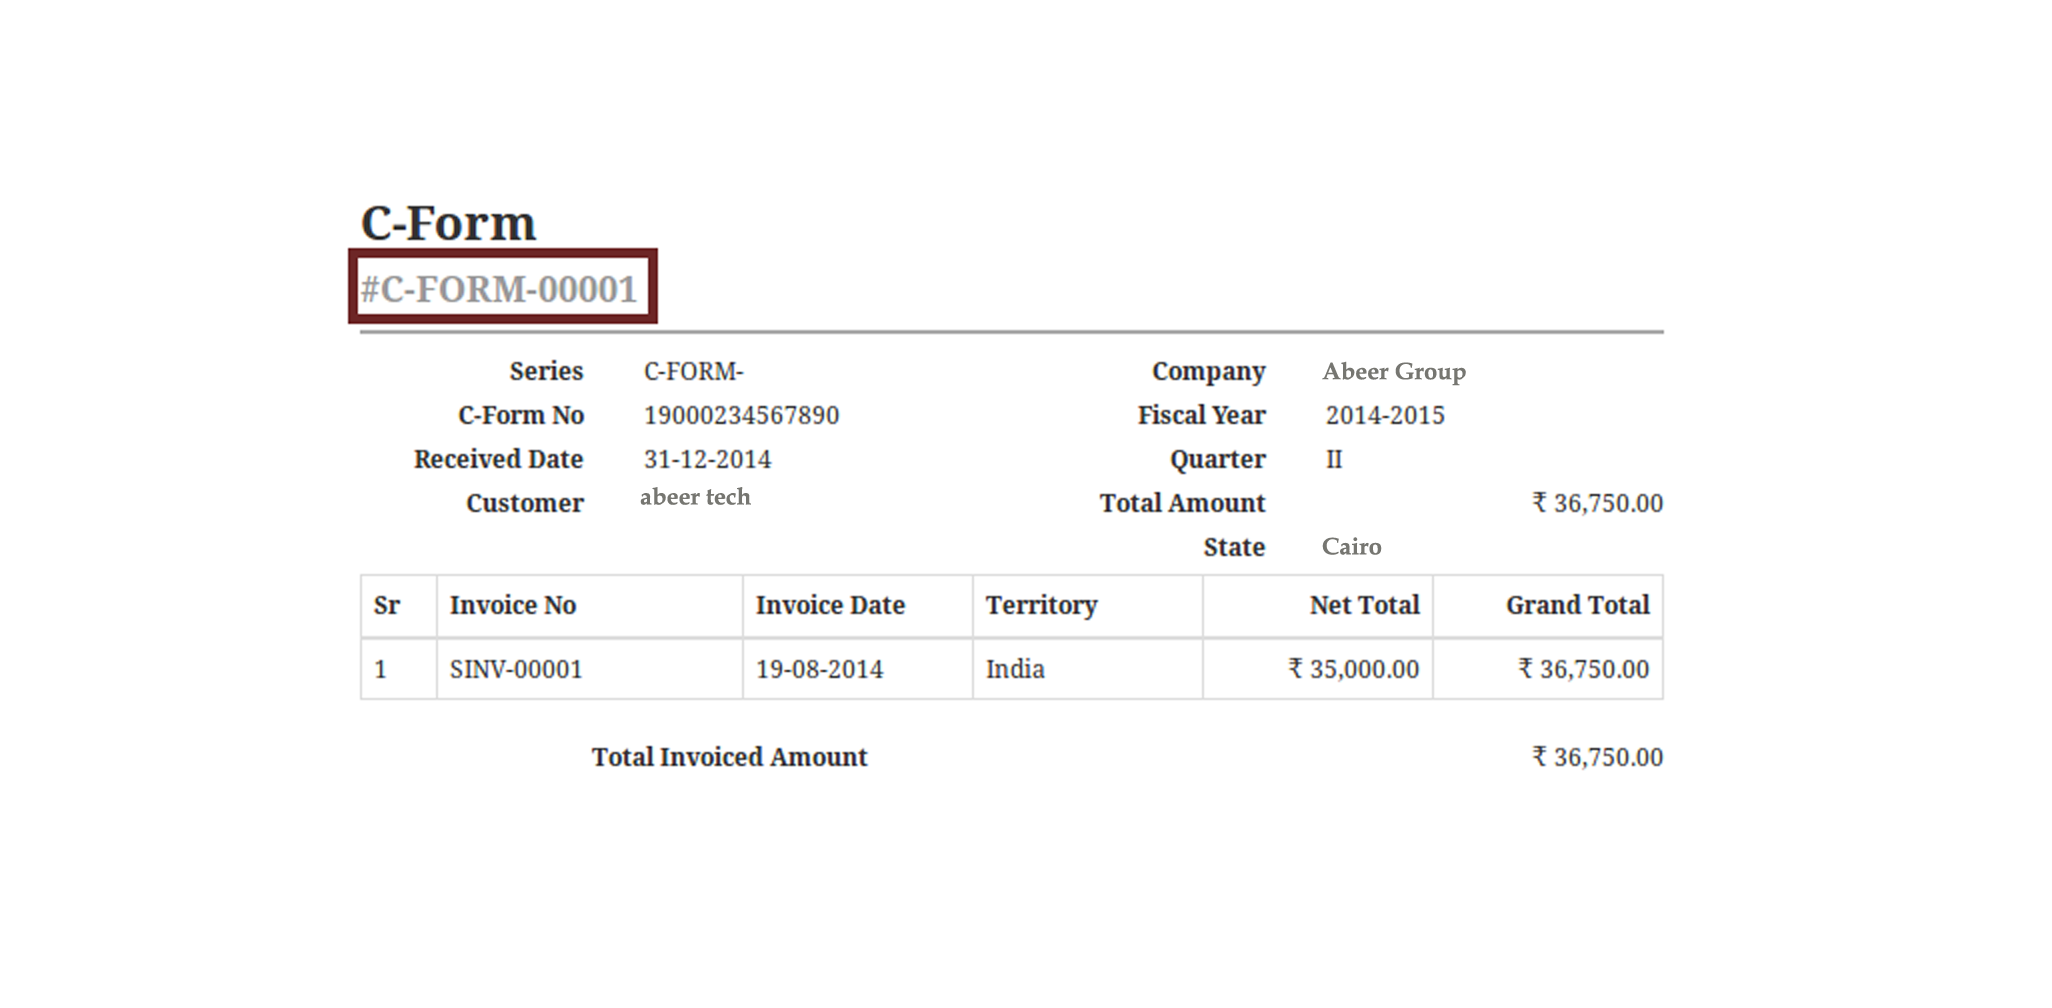 C-Form
#C-FORM-00001
Series C-FORM- Company Abeer Group
C-Form No 19000234567890 Fiscal Year 2014-2015
Received Date 31-12-2014 Quarter II
Customer abeer tech Total Amount ₹ 36,750.00
State Cairo
Sr Invoice No Invoice Date Territory Net Total Grand Total
1 SINV-00001 19-08-2014 India ₹ 35,000.00 ₹ 36,750.00
Total Invoiced Amount ₹ 36,750.00